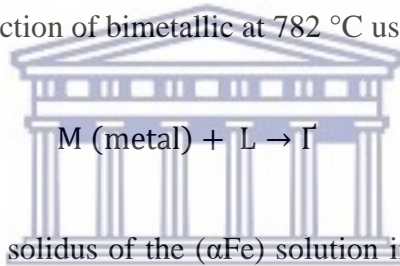 ction of bimetallic at 782 °C us
M (metal) + L → Γ
solidus of the (αFe) solution i